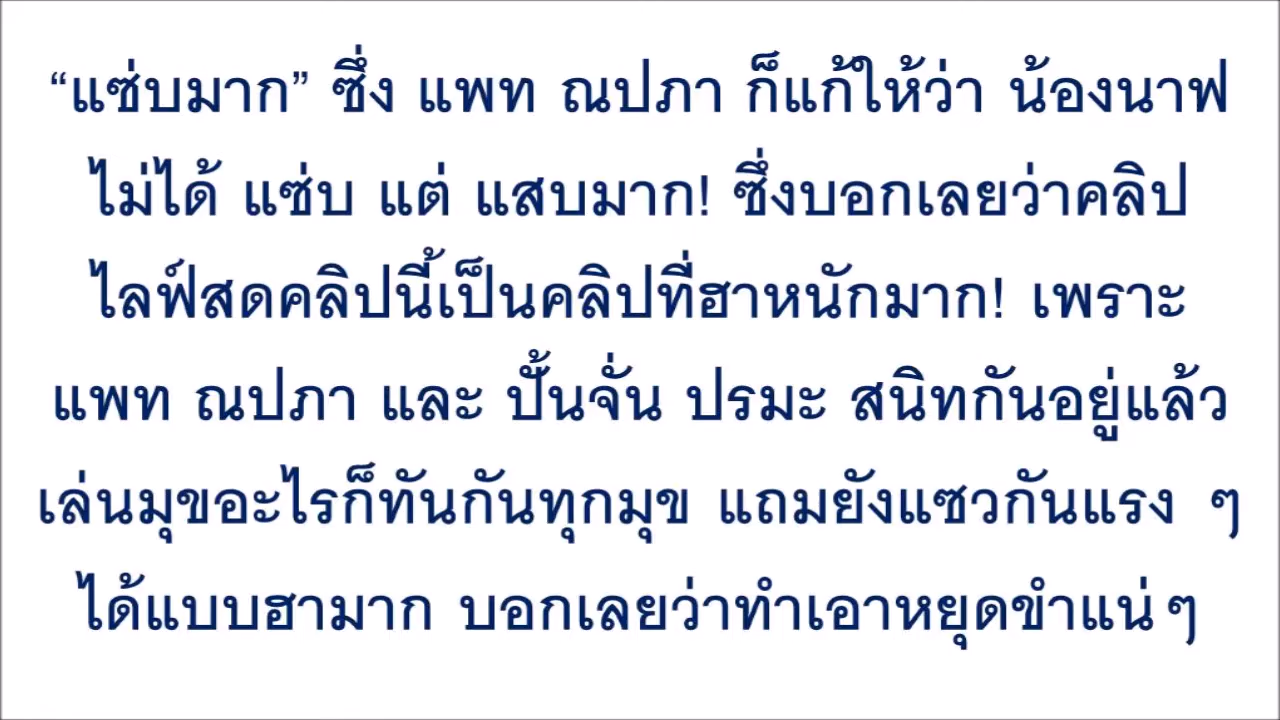 “แซ่บมาก” ซึ่ง แพท ณปภา ก็แก้ให้ว่า น้องนาฟ
ไม่ได้ แซ่บ แต่ แสบมาก! ซึ่งบอกเลยว่าคลิป
ไลฟ์สดคลิปนี้เป็นคลิปที่ฮาหนักมาก! เพราะ
แพท ณปภา และ ปั้นจั่น ปรมะ สนิทกันอยู่แล้ว
เล่นมุขอะไรก็ทันกันทุกมุข แถมยังแซวกันแรง ๆ
ได้แบบฮามาก บอกเลยว่าทำเอาหยุดขำแน่ๆ